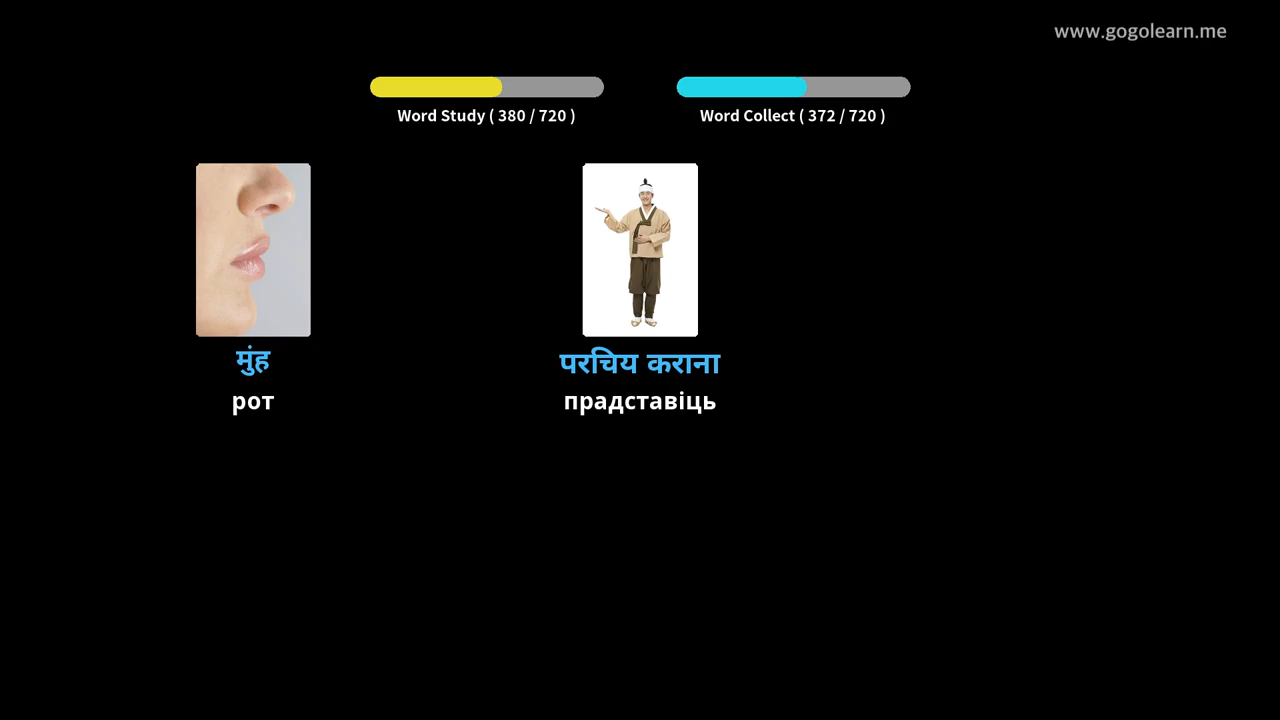 www.gogolearn.me
Word Study ( 380 / 720 )
Word Collect ( 372 / 720 )
मुंह
рот
परिचय कराना
прадставіць